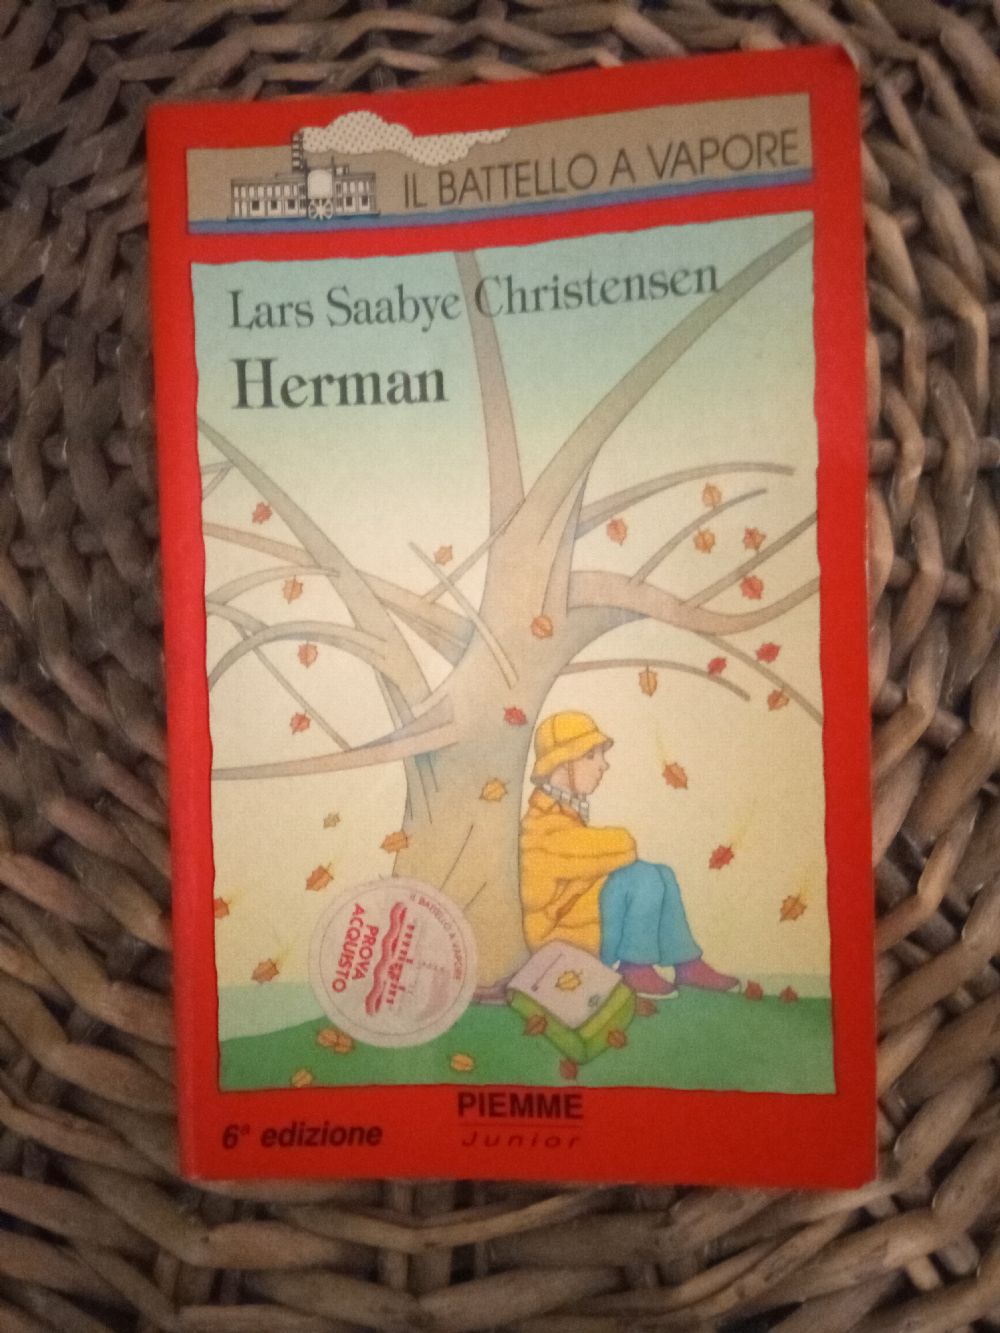 IL BATTELLO A VAPORE
Lars Saabye Christensen
Herman
IL BATTELLO A VAPORE
PROVA
ACQUISTO
6ª edizione
PIEMME
Junior